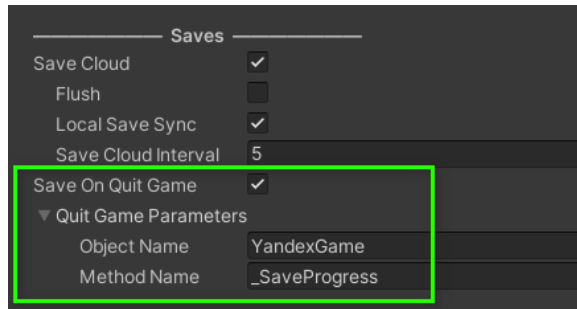 Saves
Save Cloud
Flush
Local Save Sync
Save Cloud Interval 5
Save On Quit Game
Quit Game Parameters
Object Name YandexGame
Method Name _SaveProgress